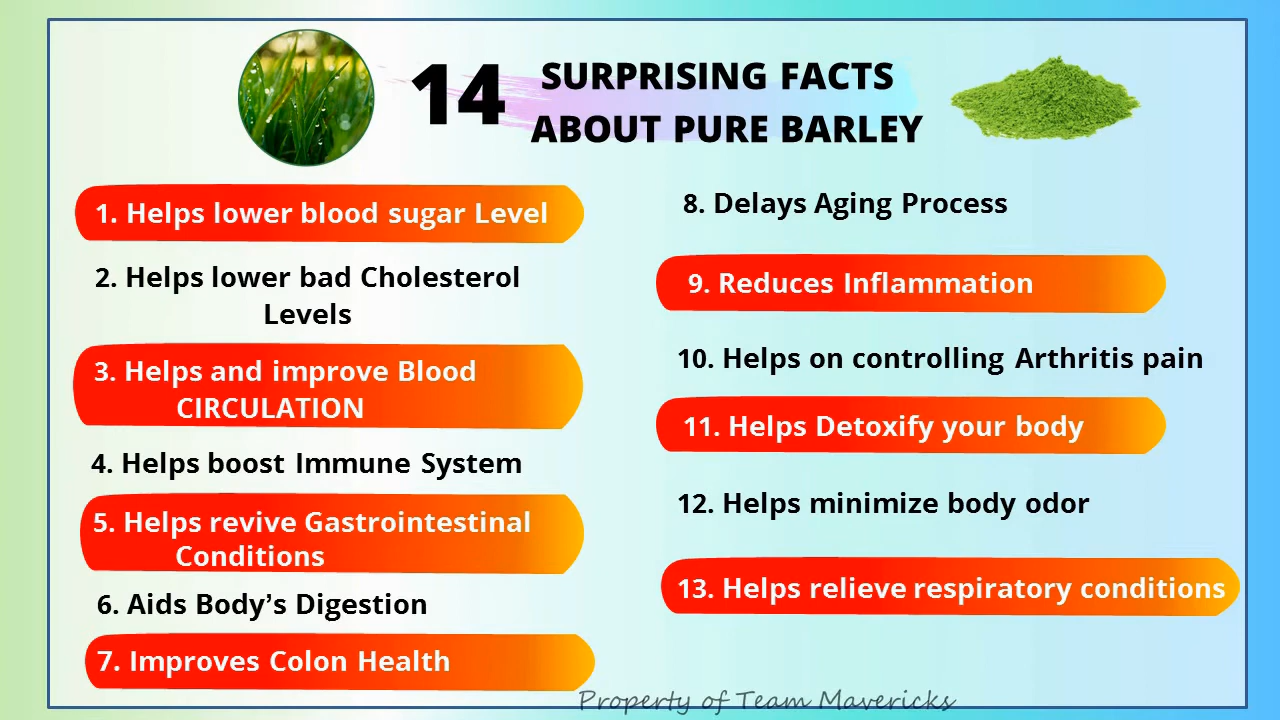 14 SURPRISING FACTS
ABOUT PURE BARLEY
1. Helps lower blood sugar Level
2. Helps lower bad Cholesterol
Levels
3. Helps and improve Blood
CIRCULATION
4. Helps boost Immune System
5. Helps revive Gastrointestinal
Conditions
6. Aids Body’s Digestion
7. Improves Colon Health
8. Delays Aging Process
9. Reduces Inflammation
10. Helps on controlling Arthritis pain
11. Helps Detoxify your body
12. Helps minimize body odor
13. Helps relieve respiratory conditions
Property of Team Mavericks